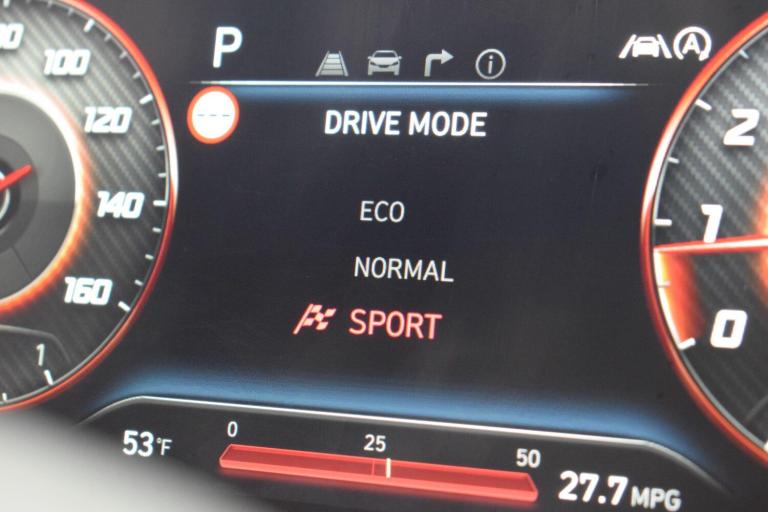 P
A
100
120
140
160
1
---
DRIVE MODE
ECO
NORMAL
SPORT
2
1
0
53°F
0 25 50
27.7 MPG